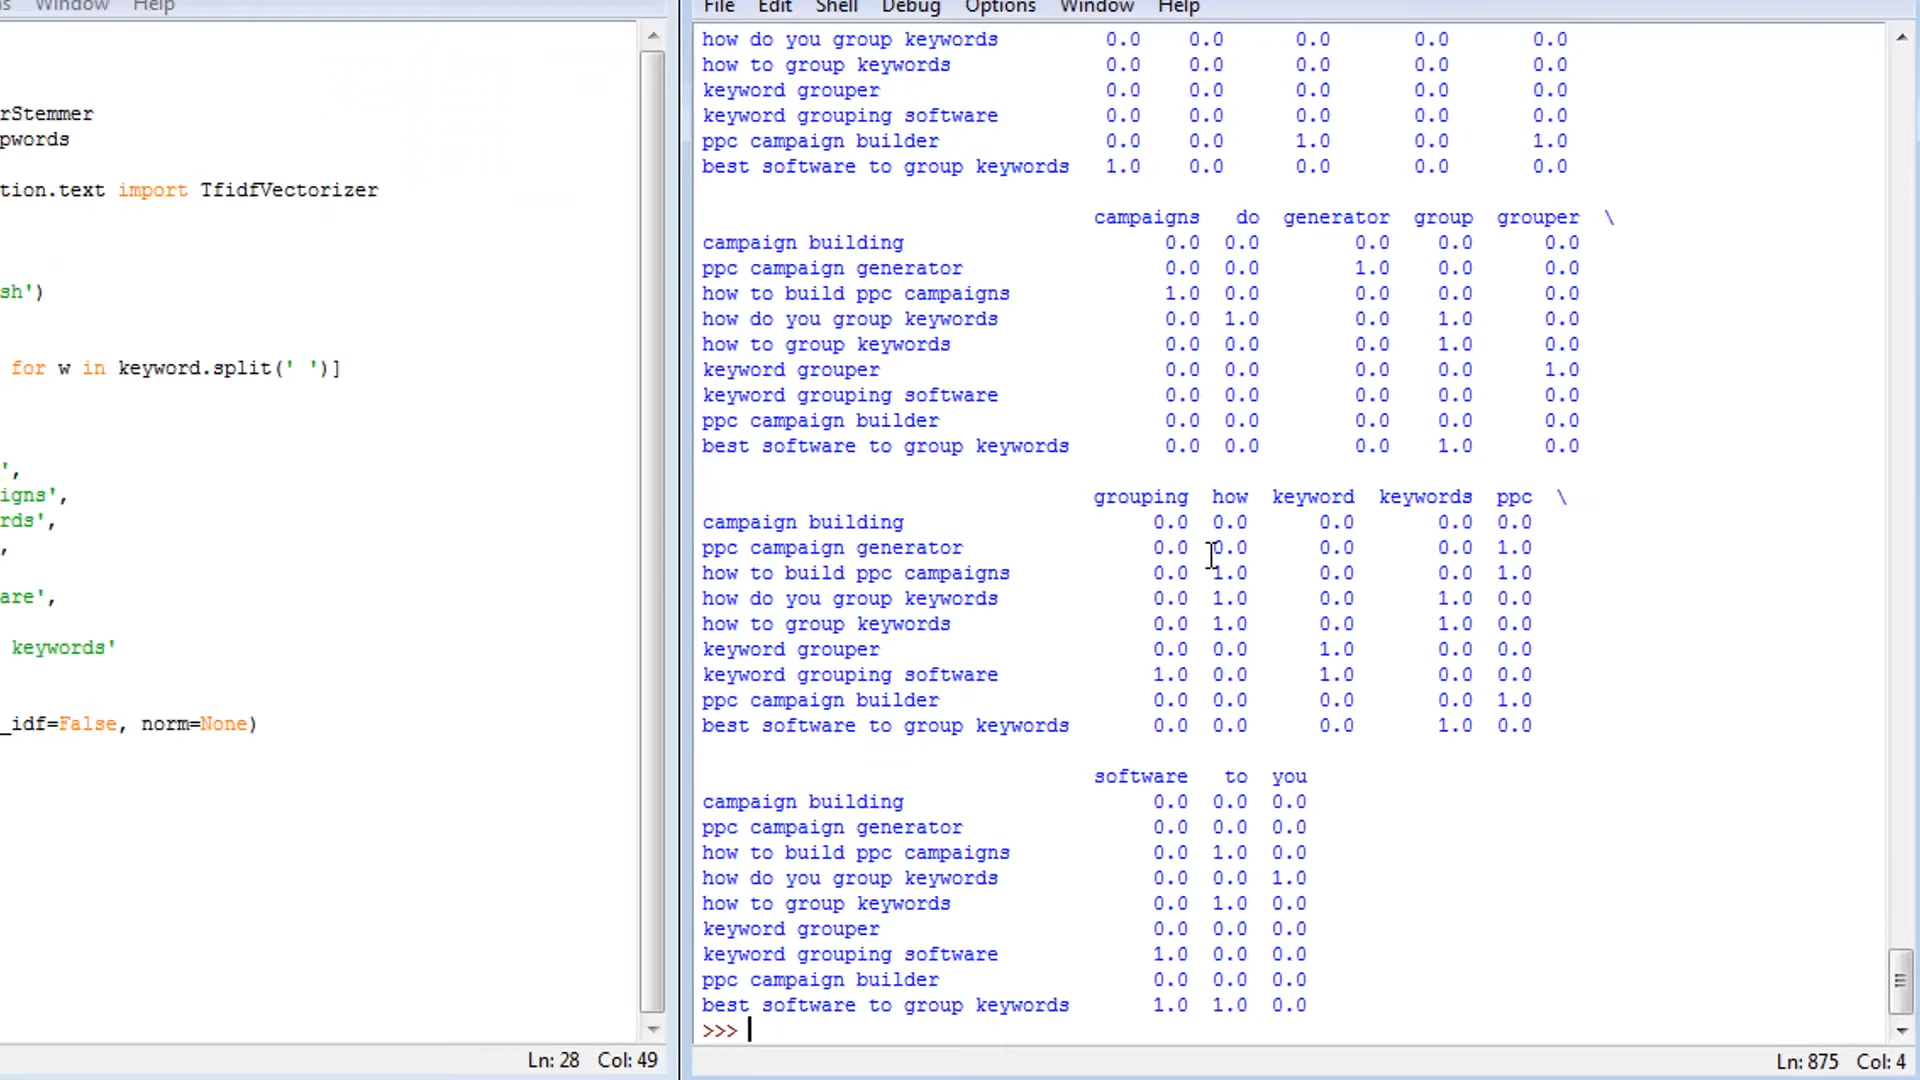 s Window Help
rStemmer
pwords
tion.text import TfidfVectorizer
sh')
for w in keyword.split(' ')]
',
igns',
rds',
,
are',
keywords'
_idf=False, norm=None)
Ln: 28 Col: 49
File Edit Shell Debug Options Window Help
how do you group keywords 0.0 0.0 0.0 0.0 0.0
how to group keywords 0.0 0.0 0.0 0.0 0.0
keyword grouper 0.0 0.0 0.0 0.0 0.0
keyword grouping software 0.0 0.0 0.0 0.0 0.0
ppc campaign builder 0.0 0.0 1.0 0.0 1.0
best software to group keywords 1.0 0.0 0.0 0.0 0.0
campaigns do generator group grouper \
campaign building 0.0 0.0 0.0 0.0 0.0
ppc campaign generator 0.0 0.0 1.0 0.0 0.0
how to build ppc campaigns 1.0 0.0 0.0 0.0 0.0
how do you group keywords 0.0 1.0 0.0 1.0 0.0
how to group keywords 0.0 0.0 0.0 1.0 0.0
keyword grouper 0.0 0.0 0.0 0.0 1.0
keyword grouping software 0.0 0.0 0.0 0.0 0.0
ppc campaign builder 0.0 0.0 0.0 0.0 0.0
best software to group keywords 0.0 0.0 0.0 1.0 0.0
grouping how keyword keywords ppc \
campaign building 0.0 0.0 0.0 0.0 0.0
ppc campaign generator 0.0 0.0 0.0 0.0 1.0
how to build ppc campaigns 0.0 1.0 0.0 0.0 1.0
how do you group keywords 0.0 1.0 0.0 1.0 0.0
how to group keywords 0.0 1.0 0.0 1.0 0.0
keyword grouper 0.0 0.0 1.0 0.0 0.0
keyword grouping software 1.0 0.0 1.0 0.0 0.0
ppc campaign builder 0.0 0.0 0.0 0.0 1.0
best software to group keywords 0.0 0.0 0.0 1.0 0.0
software to you
campaign building 0.0 0.0 0.0
ppc campaign generator 0.0 0.0 0.0
how to build ppc campaigns 0.0 1.0 0.0
how do you group keywords 0.0 0.0 1.0
how to group keywords 0.0 1.0 0.0
keyword grouper 0.0 0.0 0.0
keyword grouping software 1.0 0.0 0.0
ppc campaign builder 0.0 0.0 0.0
best software to group keywords 1.0 1.0 0.0
>>>
Ln: 875 Col: 4